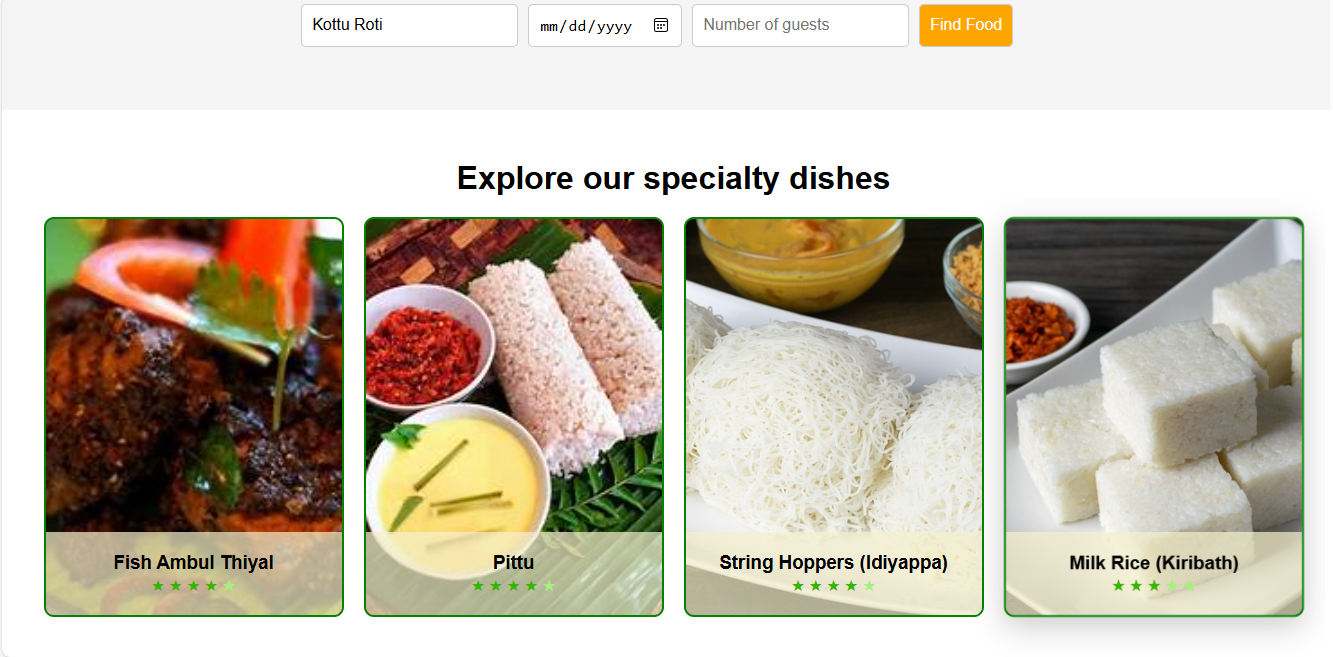 Kottu Roti
mm/dd/yyyy
Number of guests
Find Food
Explore our specialty dishes
Fish Ambul Thiyal
Pittu
String Hoppers (Idiyappa)
Milk Rice (Kiribath)